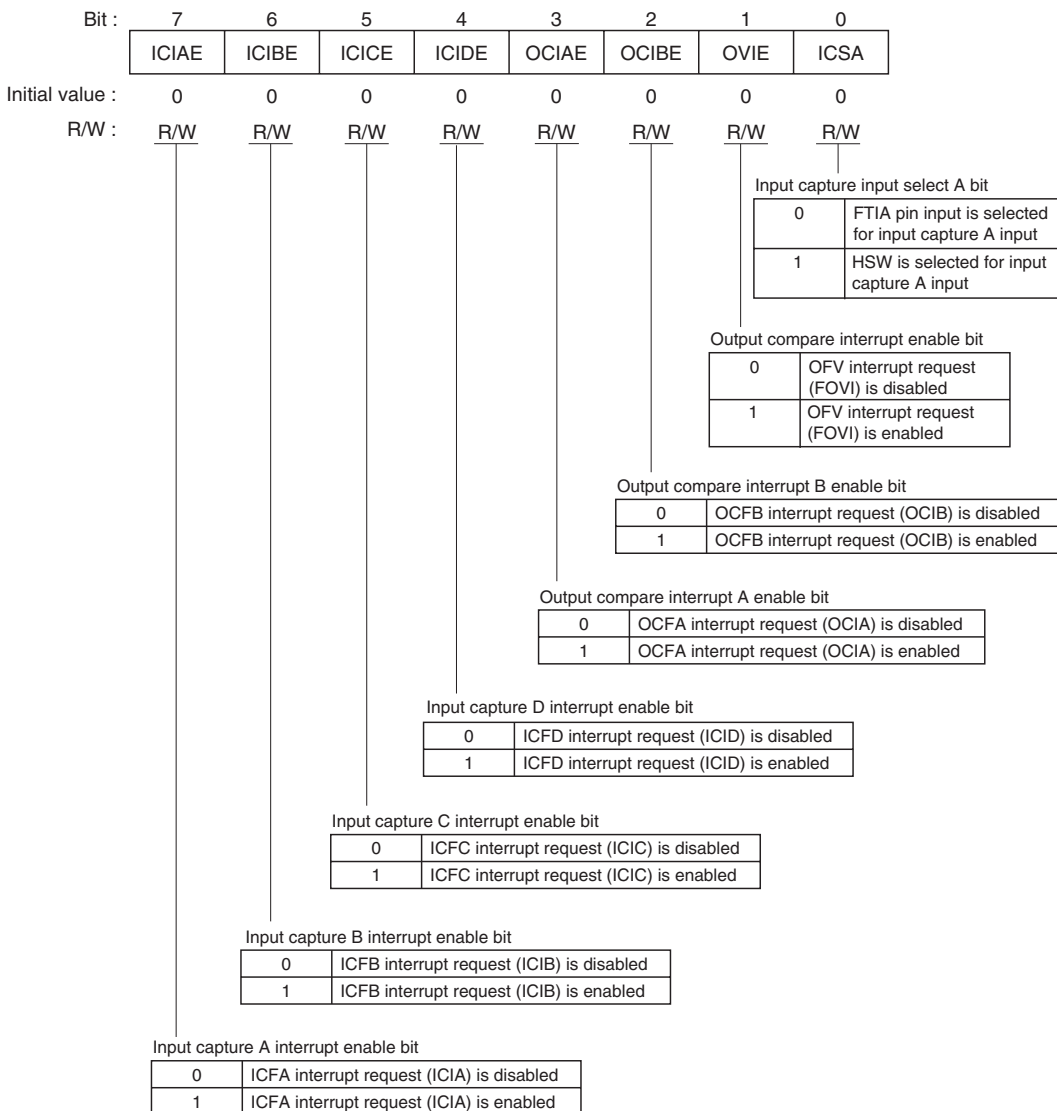 Bit : 7 6 5 4 3 2 1 0
ICIAE ICIBE ICICE ICIDE OCIAE OCIBE OVIE ICSA
Initial value : 0 0 0 0 0 0 0 0
R/W : R/W R/W R/W R/W R/W R/W R/W R/W
Input capture input select A bit
0 FTIA pin input is selected
for input capture A input
1 HSW is selected for input
capture A input
Output compare interrupt enable bit
0 OFV interrupt request
(FOVI) is disabled
1 OFV interrupt request
(FOVI) is enabled
Output compare interrupt B enable bit
0 OCFB interrupt request (OCIB) is disabled
1 OCFB interrupt request (OCIB) is enabled
Output compare interrupt A enable bit
0 OCFA interrupt request (OCIA) is disabled
1 OCFA interrupt request (OCIA) is enabled
Input capture D interrupt enable bit
0 ICFD interrupt request (ICID) is disabled
1 ICFD interrupt request (ICID) is enabled
Input capture C interrupt enable bit
0 ICFC interrupt request (ICIC) is disabled
1 ICFC interrupt request (ICIC) is enabled
Input capture B interrupt enable bit
0 ICFB interrupt request (ICIB) is disabled
1 ICFB interrupt request (ICIB) is enabled
Input capture A interrupt enable bit
0 ICFA interrupt request (ICIA) is disabled
1 ICFA interrupt request (ICIA) is enabled